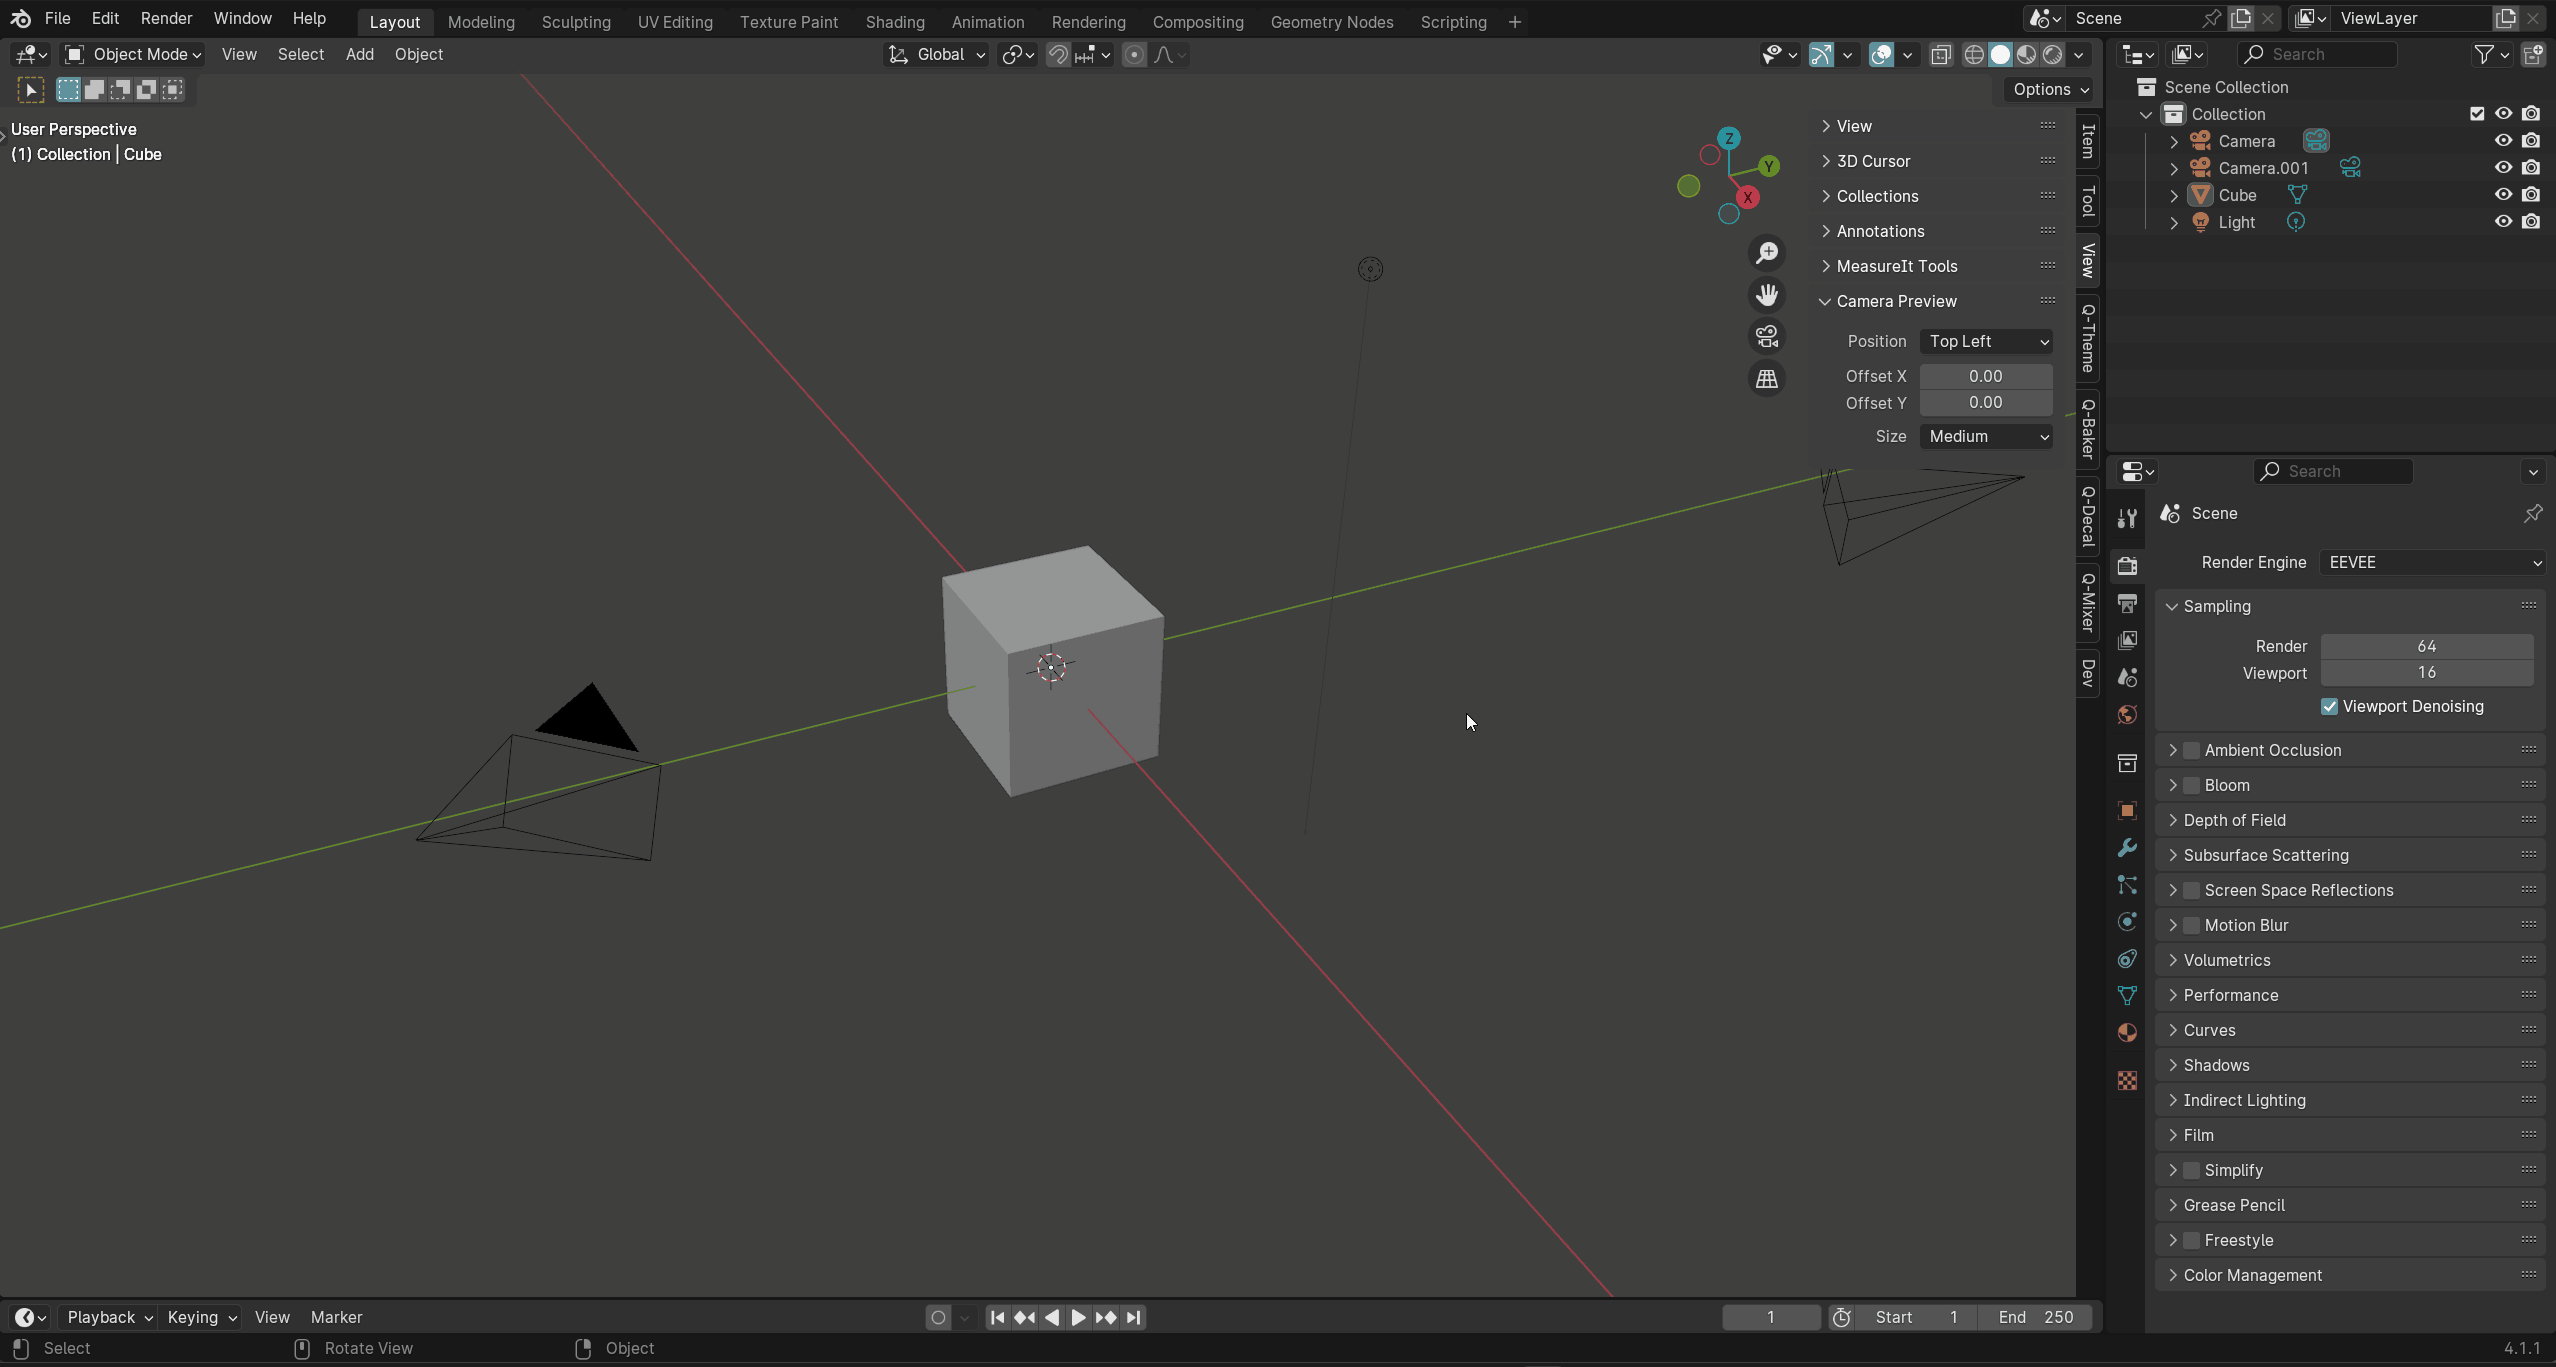 File Edit Render Window Help Layout Modeling Sculpting UV Editing Texture Paint Shading Animation Rendering Compositing Geometry Nodes Scripting + Scene ViewLayer
Object Mode View Select Add Object Global Search
Options
User Perspective
(1) Collection | Cube
Z
Y
X
View
3D Cursor
Collections
Annotations
MeasureIt Tools
Camera Preview
Position Top Left
Offset X 0.00
Offset Y 0.00
Size Medium
Item
Tool
View
Q-Theme
Q-Baker
Q-Decal
Q-Mixer
Dev
Scene Collection
Collection
Camera
Camera.001
Cube
Light
Search
Scene
Render Engine EEVEE
Sampling
Render 64
Viewport 16
Viewport Denoising
Ambient Occlusion
Bloom
Depth of Field
Subsurface Scattering
Screen Space Reflections
Motion Blur
Volumetrics
Performance
Curves
Shadows
Indirect Lighting
Film
Simplify
Grease Pencil
Freestyle
Color Management
Playback Keying View Marker 1 Start 1 End 250
Select Rotate View Object 4.1.1